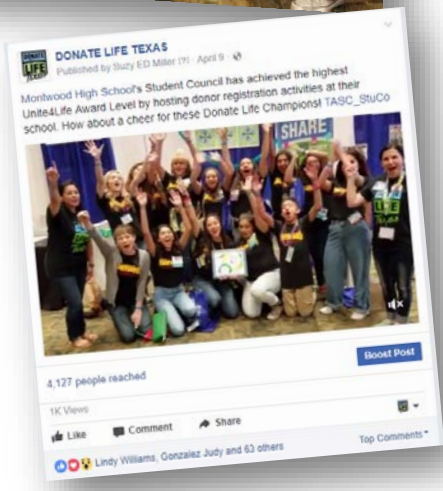 DONATE LIFE TEXAS
Published by Suzy ED Miller [?] · April 9 ·
Montwood High School's Student Council has achieved the highest
Unite4Life Award Level by hosting donor registration activities at their
school. How about a cheer for these Donate Life Champions! TASC_StuCo
SHARE
4,127 people reached
Boost Post
1K Views
Like Comment Share
Lindy Williams, Gonzalez Judy and 63 others
Top Comments